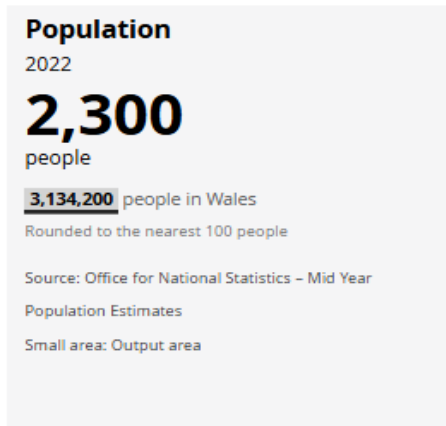 Population
2022
2,300
people
3,134,200 people in Wales
Rounded to the nearest 100 people
Source: Office for National Statistics – Mid Year
Population Estimates
Small area: Output area